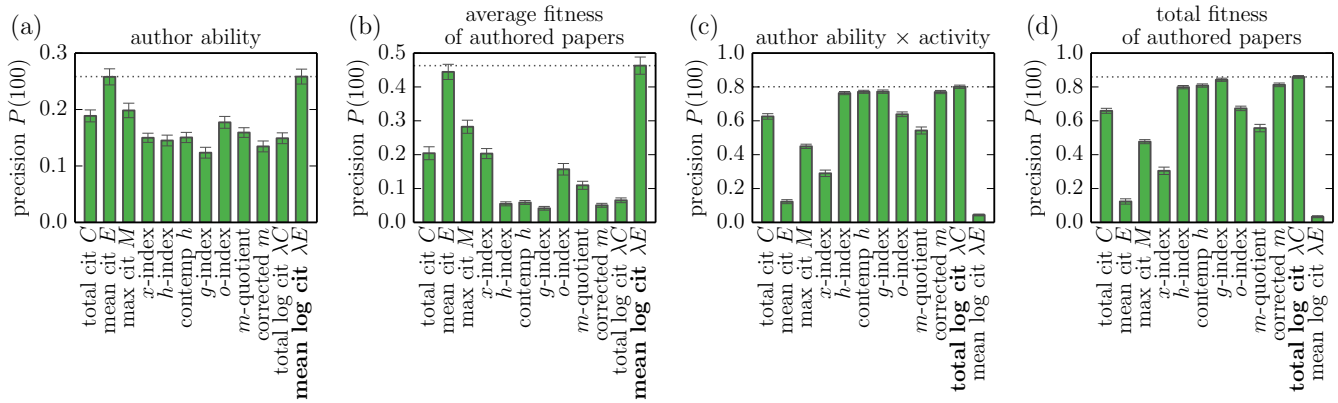 (a)
author ability
precision P(100)
0.3
0.2
0.1
0.0
total cit C
mean cit E
max cit M
x-index
h-index
contemp h
g-index
o-index
m-quotient
corrected m
total log cit λC
mean log cit λE
(b)
average fitness
of authored papers
precision P(100)
0.5
0.4
0.3
0.2
0.1
0.0
total cit C
mean cit E
max cit M
x-index
h-index
contemp h
g-index
o-index
m-quotient
corrected m
total log cit λC
mean log cit λE
(c)
author ability × activity
precision P(100)
1.0
0.8
0.6
0.4
0.2
0.0
total cit C
mean cit E
max cit M
x-index
h-index
contemp h
g-index
o-index
m-quotient
corrected m
total log cit λC
mean log cit λE
(d)
total fitness
of authored papers
precision P(100)
1.0
0.8
0.6
0.4
0.2
0.0
total cit C
mean cit E
max cit M
x-index
h-index
contemp h
g-index
o-index
m-quotient
corrected m
total log cit λC
mean log cit λE